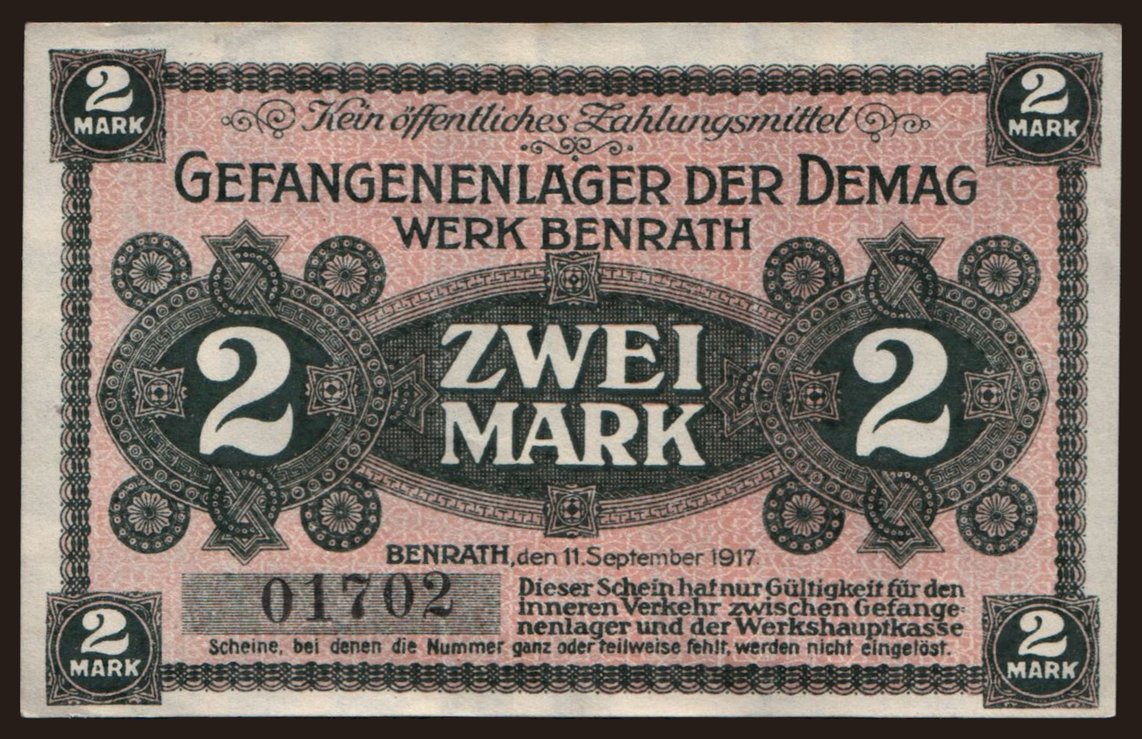 2 MARK
2 MARK
Kein öffentliches Zahlungsmittel
GEFANGENENLAGER DER DEMAG
WERK BENRATH
2 ZWEI MARK 2
BENRATH, den 11. September 1917.
01702
Dieser Schein hat nur Gültigkeit für den
inneren Verkehr zwischen Gefange-
nenlager und der Werkshauptkasse
Scheine, bei denen die Nummer ganz oder teilweise fehlt, werden nicht eingelöst.
2 MARK
2 MARK